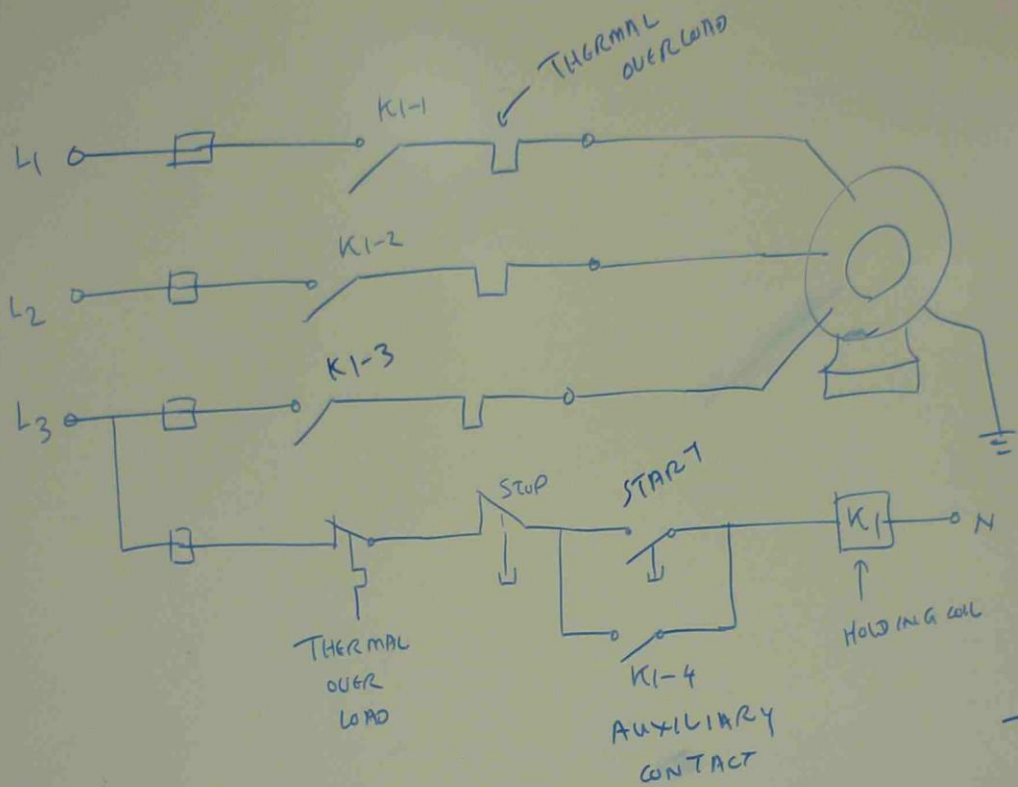 THERMAL
OVERLOAD
K1-1
L1
K1-2
L2
K1-3
L3
STOP
START
K1
N
THERMAL
OVER
LOAD
K1-4
AUXILIARY
CONTACT
HOLDING COIL